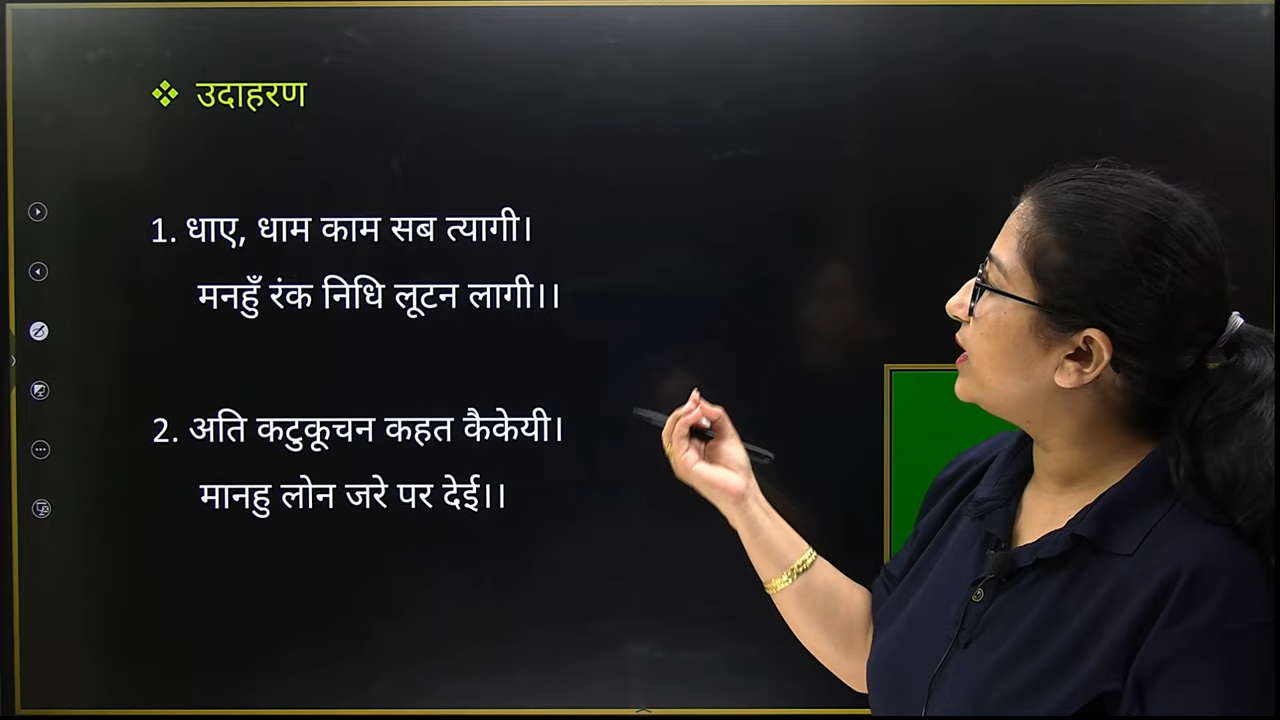 ❖ उदाहरण
1. धाए, धाम काम सब त्यागी।
मनहुँ रंक निधि लूटन लागी।।
2. अति कटुकूचन कहत कैकेयी।
मानहु लोन जरे पर देई।।